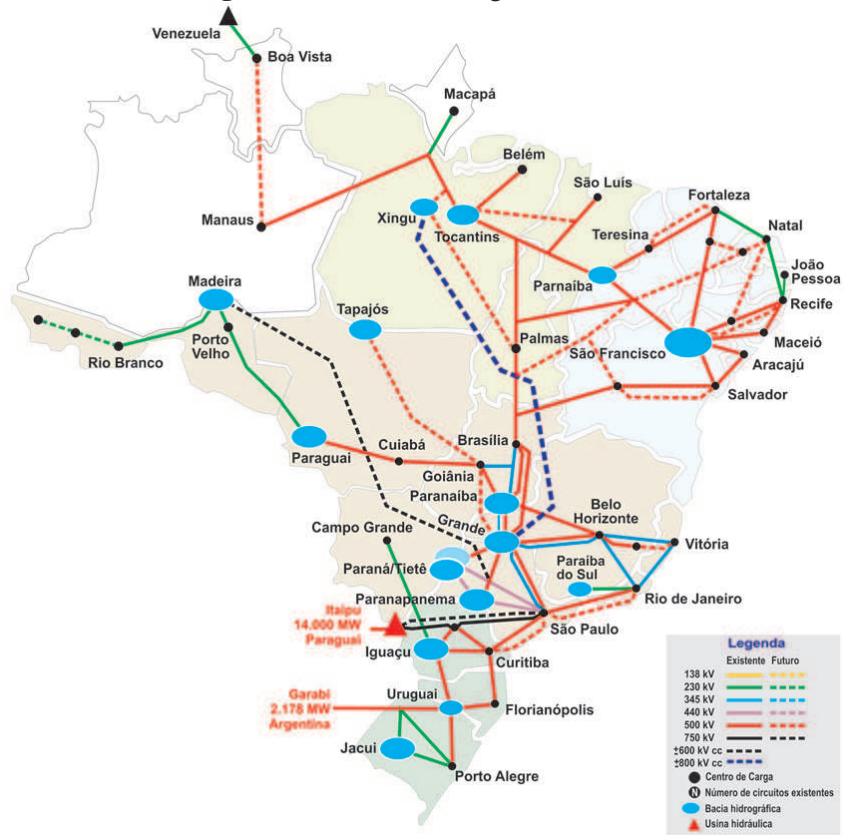 Venezuela
Boa Vista
Macapá
Belém
São Luís
Fortaleza
Xingu
Manaus
Tocantins
Teresina
Natal
João
Pessoa
Madeira
Parnaíba
Tapajós
Recife
Rio Branco
Porto
Velho
Palmas
São Francisco
Maceió
Aracajú
Salvador
Brasília
Paraguai
Cuiabá
Goiânia
Paranaíba
Campo Grande
Grande
Belo
Horizonte
Vitória
Paraná/Tietê
Paraiba
do Sul
Paranapanema
Rio de Janeiro
Itaipu
14.000 MW
Paraguai
São Paulo
Iguaçu
Curitiba
Garabi
2.178 MW
Argentina
Uruguai
Florianópolis
Jacui
Porto Alegre
Legenda
Existente Futuro
138 kV
230 kV
345 kV
440 kV
500 kV
750 kV
±600 kV cc
±800 kV cc
Centro de Carga
N Número de circuitos existentes
Bacia hidrográfica
Usina hidráulica